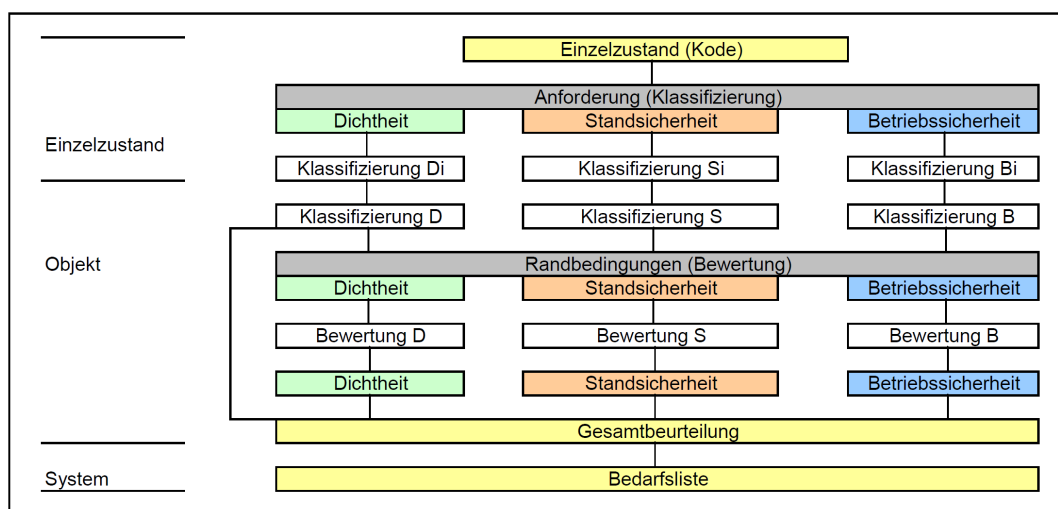 Einzelzustand (Kode)
Anforderung (Klassifizierung)
Dichtheit Standsicherheit Betriebssicherheit
Einzelzustand
Klassifizierung Di Klassifizierung Si Klassifizierung Bi
Klassifizierung D Klassifizierung S Klassifizierung B
Objekt Randbedingungen (Bewertung)
Dichtheit Standsicherheit Betriebssicherheit
Bewertung D Bewertung S Bewertung B
Dichtheit Standsicherheit Betriebssicherheit
Gesamtbeurteilung
System Bedarfsliste